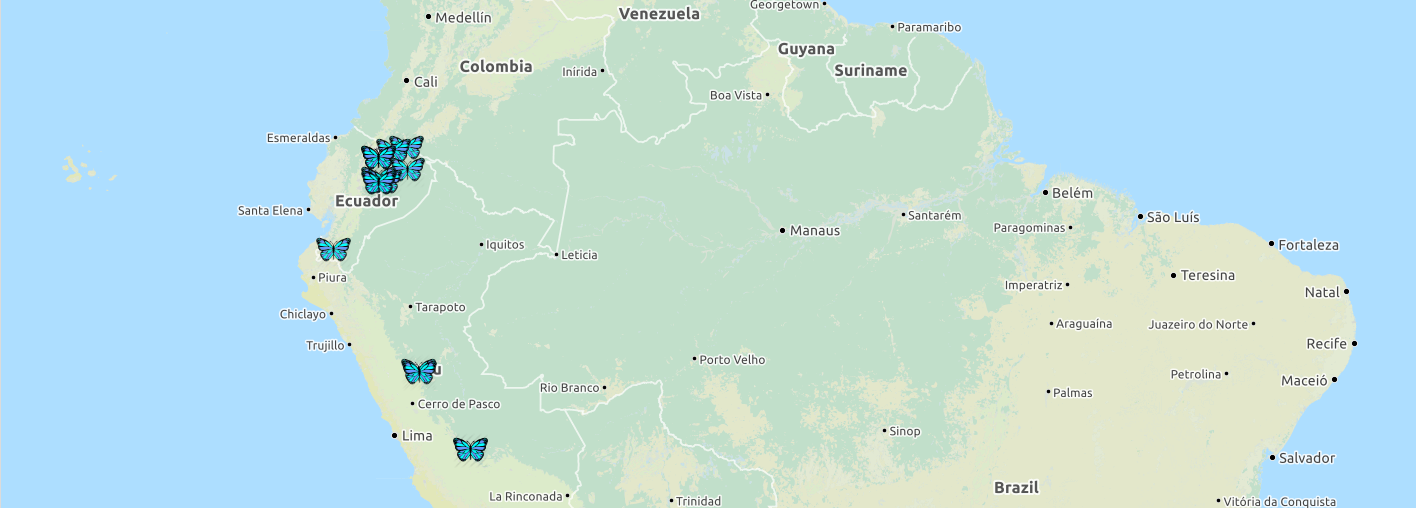 Georgetown
Venezuela
Medellín
Paramaribo
Guyana
Colombia
Suriname
Inírida
Cali
Boa Vista
Esmeraldas
Belém
Ecuador
Santa Elena
Santarém
São Luís
Paragominas
Manaus
Iquitos
Fortaleza
Leticia
Piura
Teresina
Imperatriz
Natal
Tarapoto
Chiclayo
Araguaína
Juazeiro do Norte
Trujillo
Recife
Porto Velho
u
Petrolina
Maceió
Rio Branco
Palmas
Cerro de Pasco
Sinop
Lima
Salvador
Brazil
La Rinconada
Trinidad
Vitória da Conquista